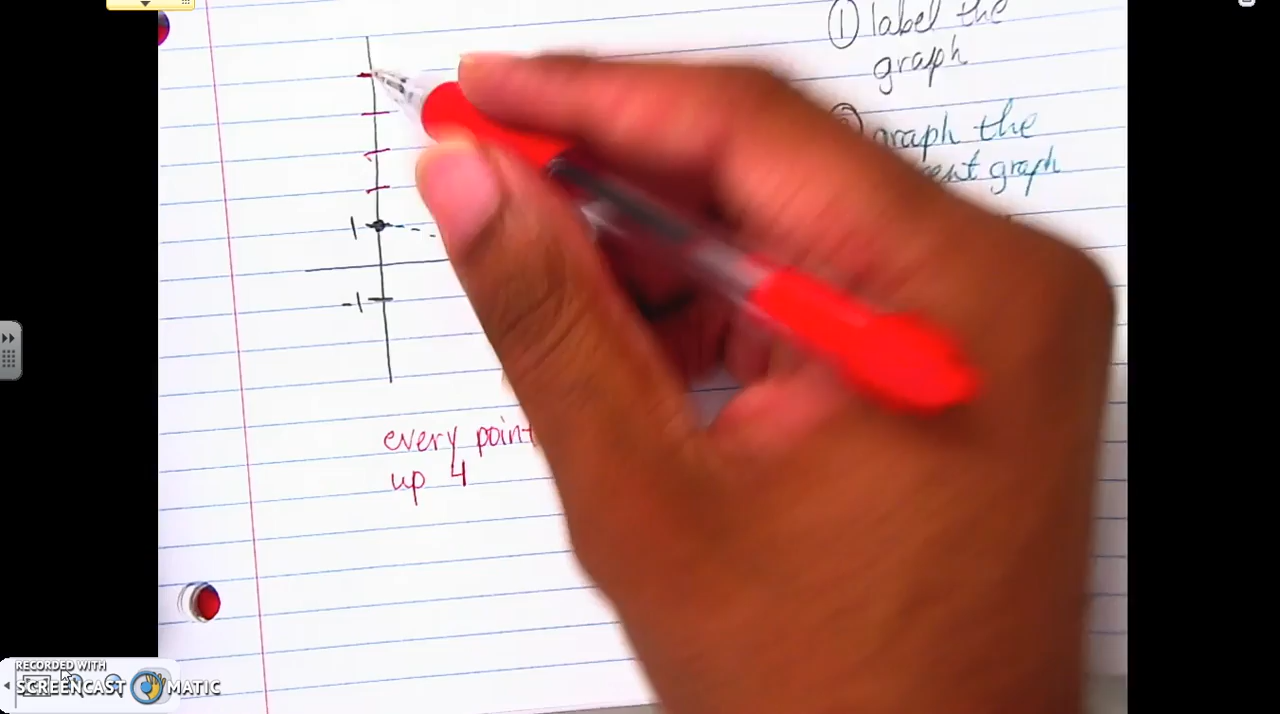 ① label the
graph
graph the
graph
1
-1
every point
up 4
RECORDED WITH
SCREENCAST MATIC